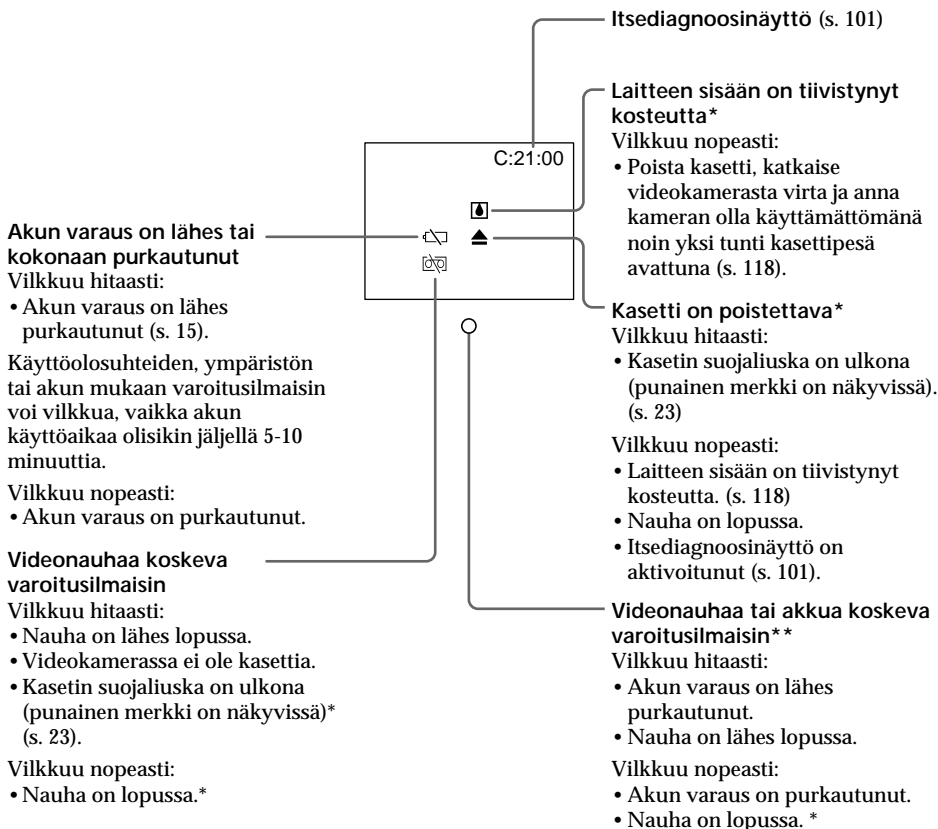 Itsediagnoosinäyttö (s. 101)
Laitteen sisään on tiivistynyt
kosteutta*
Vilkkuu nopeasti:
• Poista kasetti, katkaise
videokamerasta virta ja anna
kameran olla käyttämättömänä
noin yksi tunti kasettipesä
avattuna (s. 118).
C:21:00
Akun varaus on lähes tai
kokonaan purkautunut
Vilkkuu hitaasti:
• Akun varaus on lähes
purkautunut (s. 15).
Käyttöolosuhteiden, ympäristön
tai akun mukaan varoitusilmaisin
voi vilkkua, vaikka akun
käyttöaikaa olisikin jäljellä 5-10
minuuttia.
Vilkkuu nopeasti:
• Akun varaus on purkautunut.
Kasetti on poistettava*
Vilkkuu hitaasti:
• Kasetin suojaliuska on ulkona
(punainen merkki on näkyvissä).
(s. 23)
Vilkkuu nopeasti:
• Laitteen sisään on tiivistynyt
kosteutta. (s. 118)
• Nauha on lopussa.
• Itsediagnoosinäyttö on
aktivoitunut (s. 101).
Videonauhaa koskeva
varoitusilmaisin
Vilkkuu hitaasti:
• Nauha on lähes lopussa.
• Videokamerassa ei ole kasettia.
• Kasetin suojaliuska on ulkona
(punainen merkki on näkyvissä)*
(s. 23).
Vilkkuu nopeasti:
• Nauha on lopussa.*
Videonauhaa tai akkua koskeva
varoitusilmaisin**
Vilkkuu hitaasti:
• Akun varaus on lähes
purkautunut.
• Nauha on lähes lopussa.
Vilkkuu nopeasti:
• Akun varaus on purkautunut.
• Nauha on lopussa. *